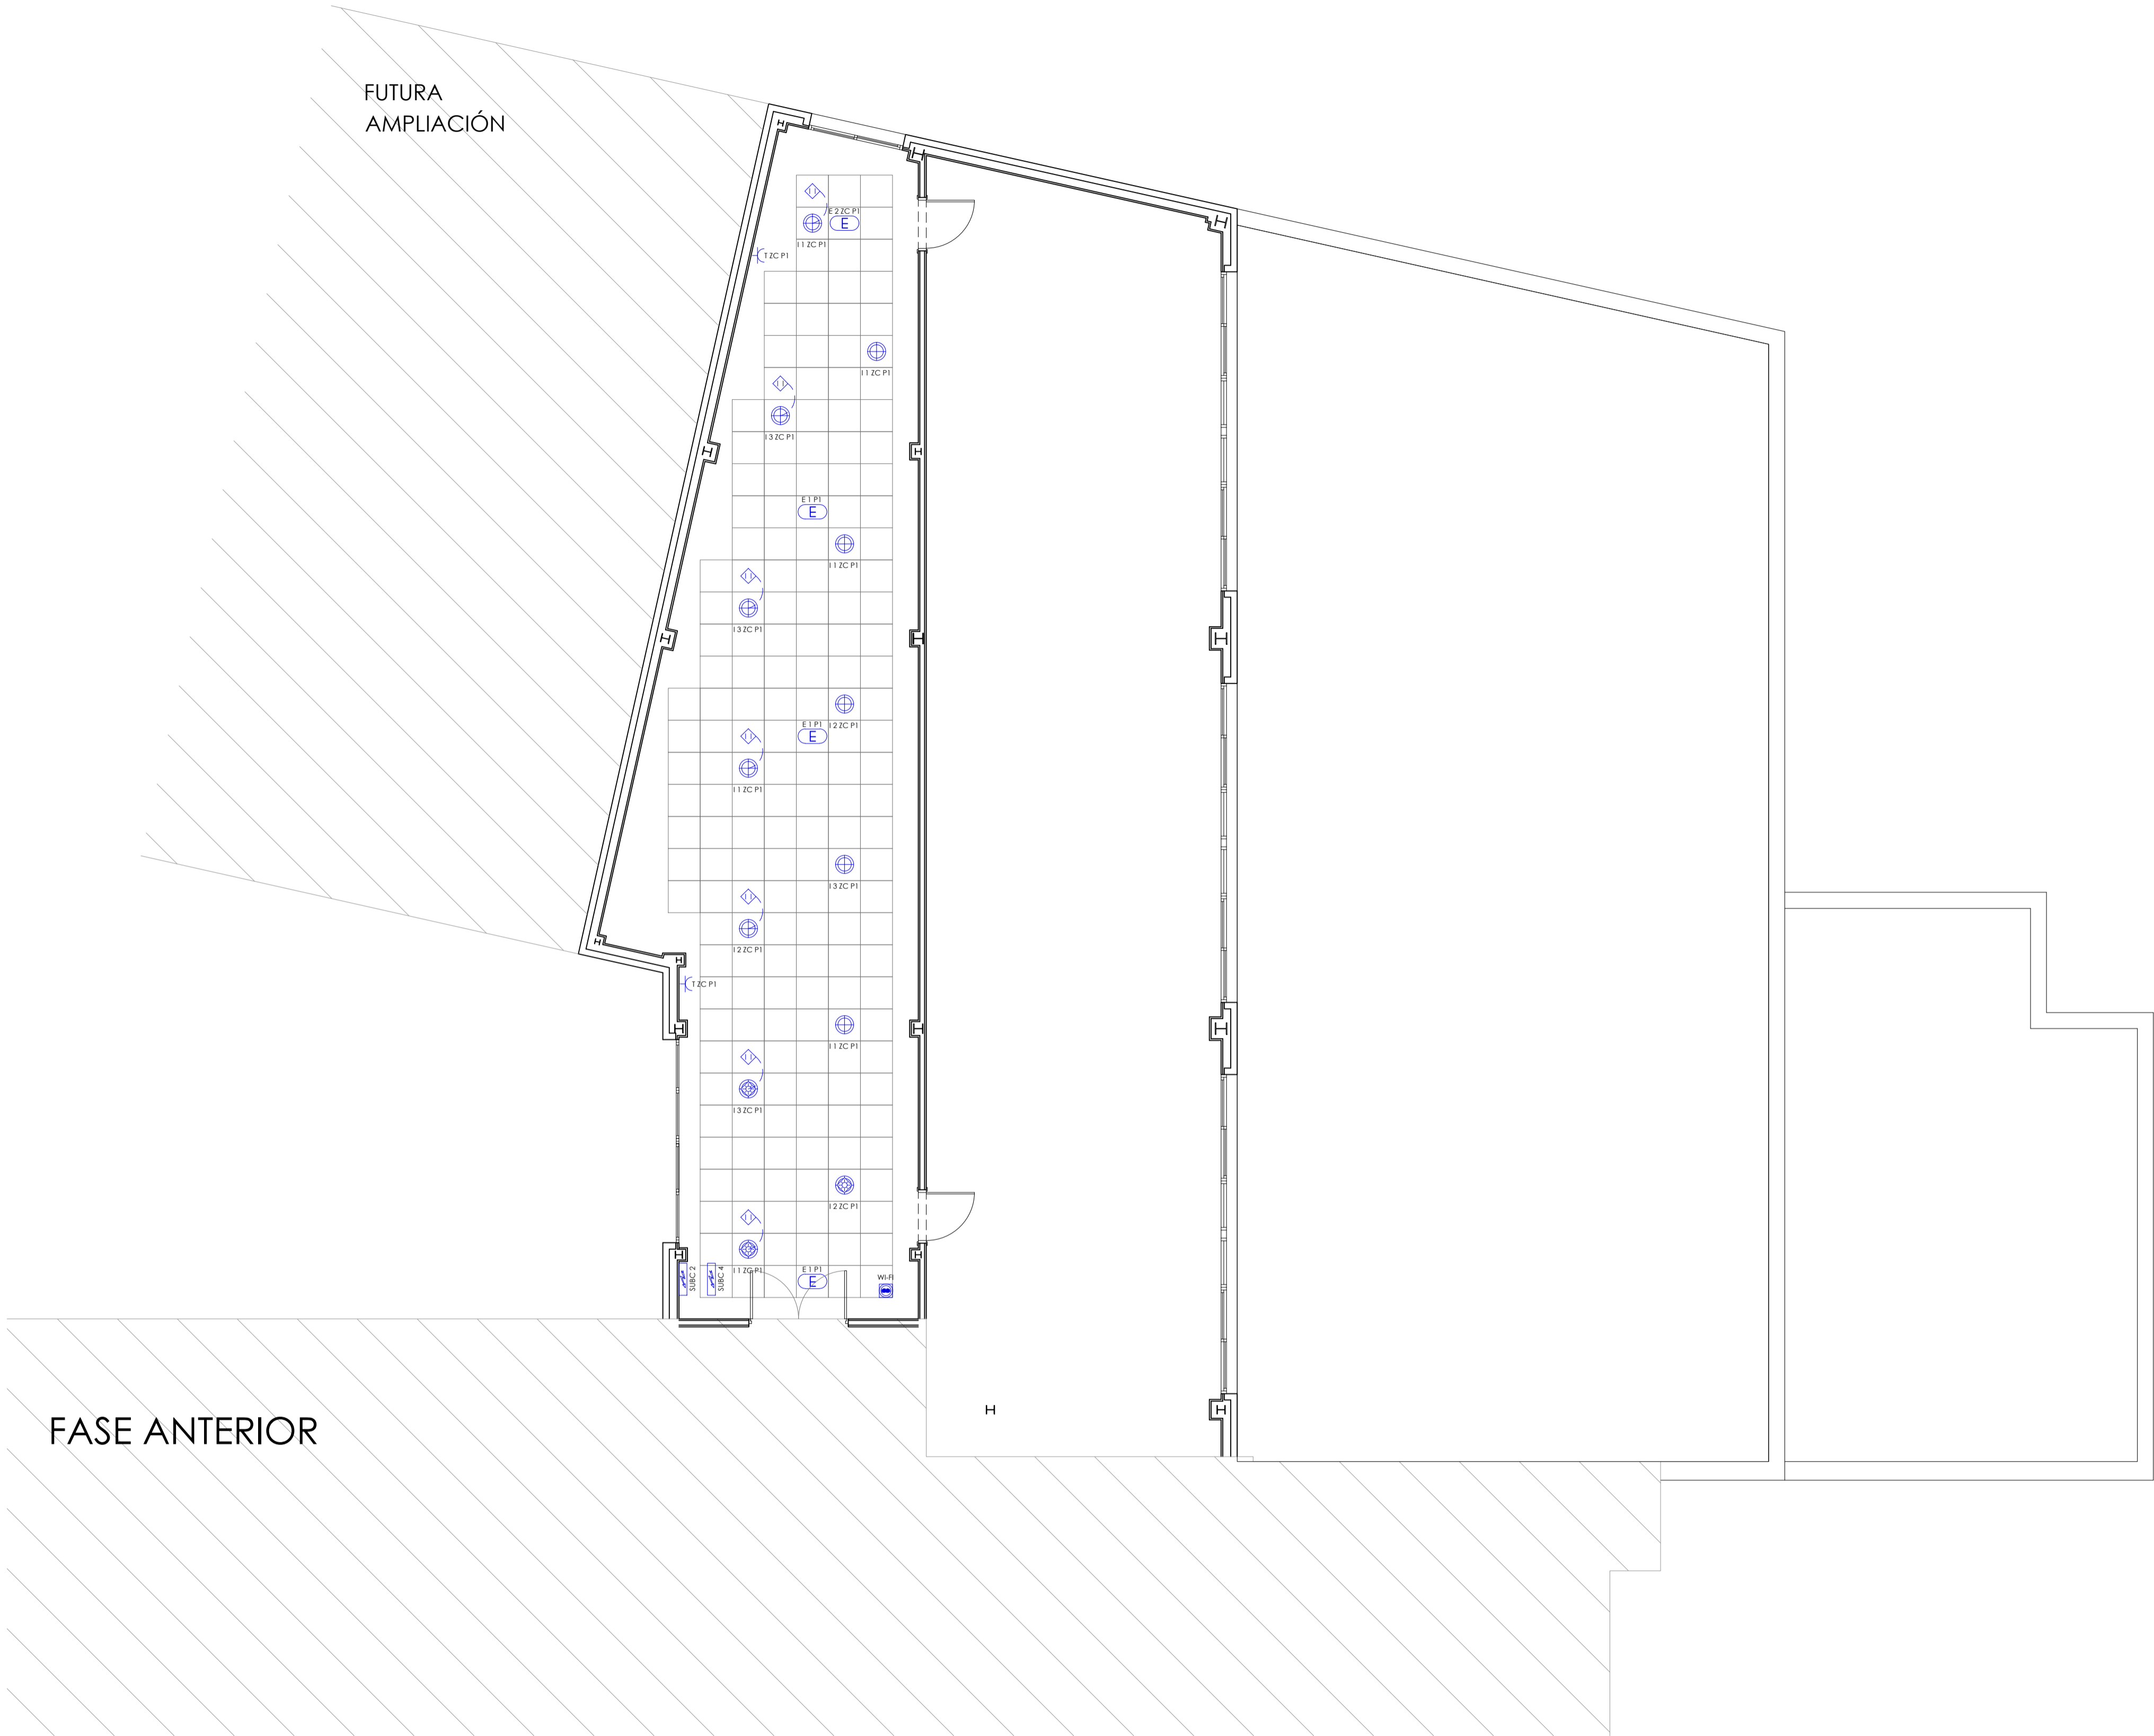 FUTURA
AMPLIACIÓN
E 2 ZC P1
E
I 1 ZC P1
T ZC P1
I 1 ZC P1
I 3 ZC P1
E 1 P1
E
I 1 ZC P1
I 3 ZC P1
E 1 P1
I 2 ZC P1
E
I 1 ZC P1
I 3 ZC P1
I 2 ZC P1
T ZC P1
I 1 ZC P1
I 3 ZC P1
I 2 ZC P1
SUBC 2
SUBC 4
I 1 ZC P1
E 1 P1
E
WI-FI
FASE ANTERIOR